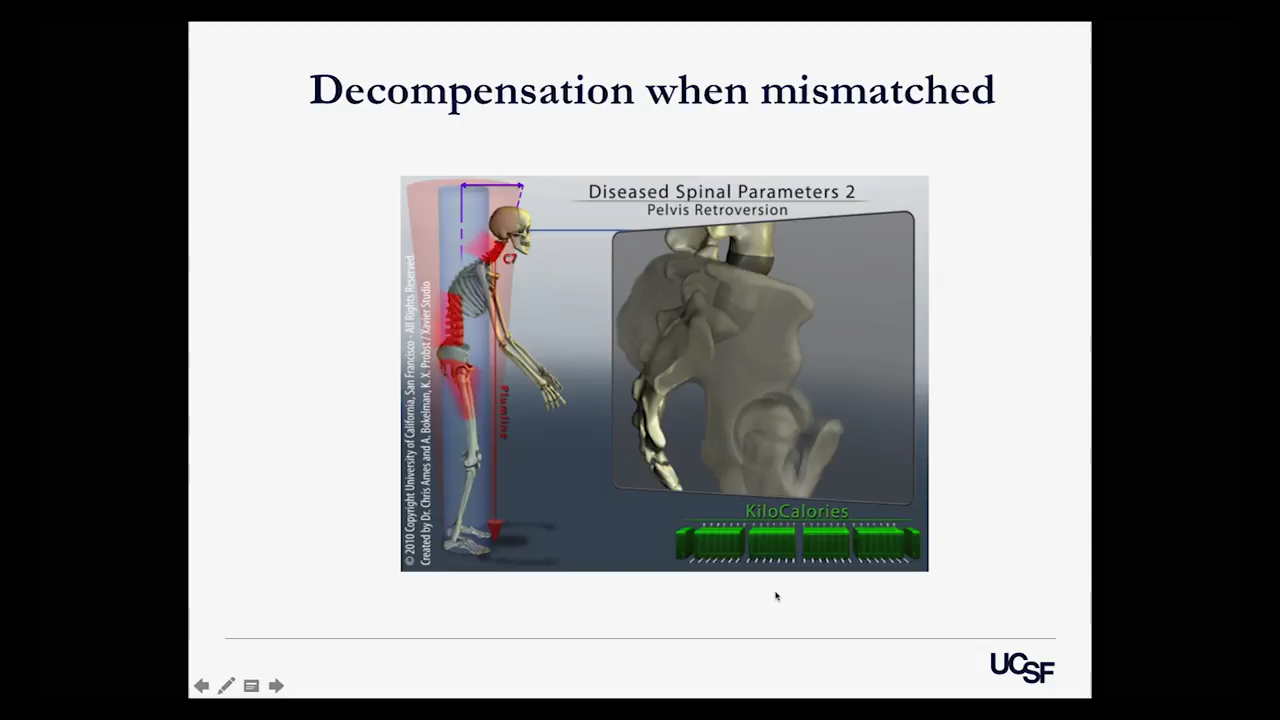 Decompensation when mismatched
Diseased Spinal Parameters 2
Pelvis Retroversion
C7
Plumline
© 2010 Copyright University of California, San Francisco - All Rights Reserved.
Created by Dr. Chris Ames and A. Bokelman, K. X. Probst / Xavier Studio
KiloCalories
UCSF